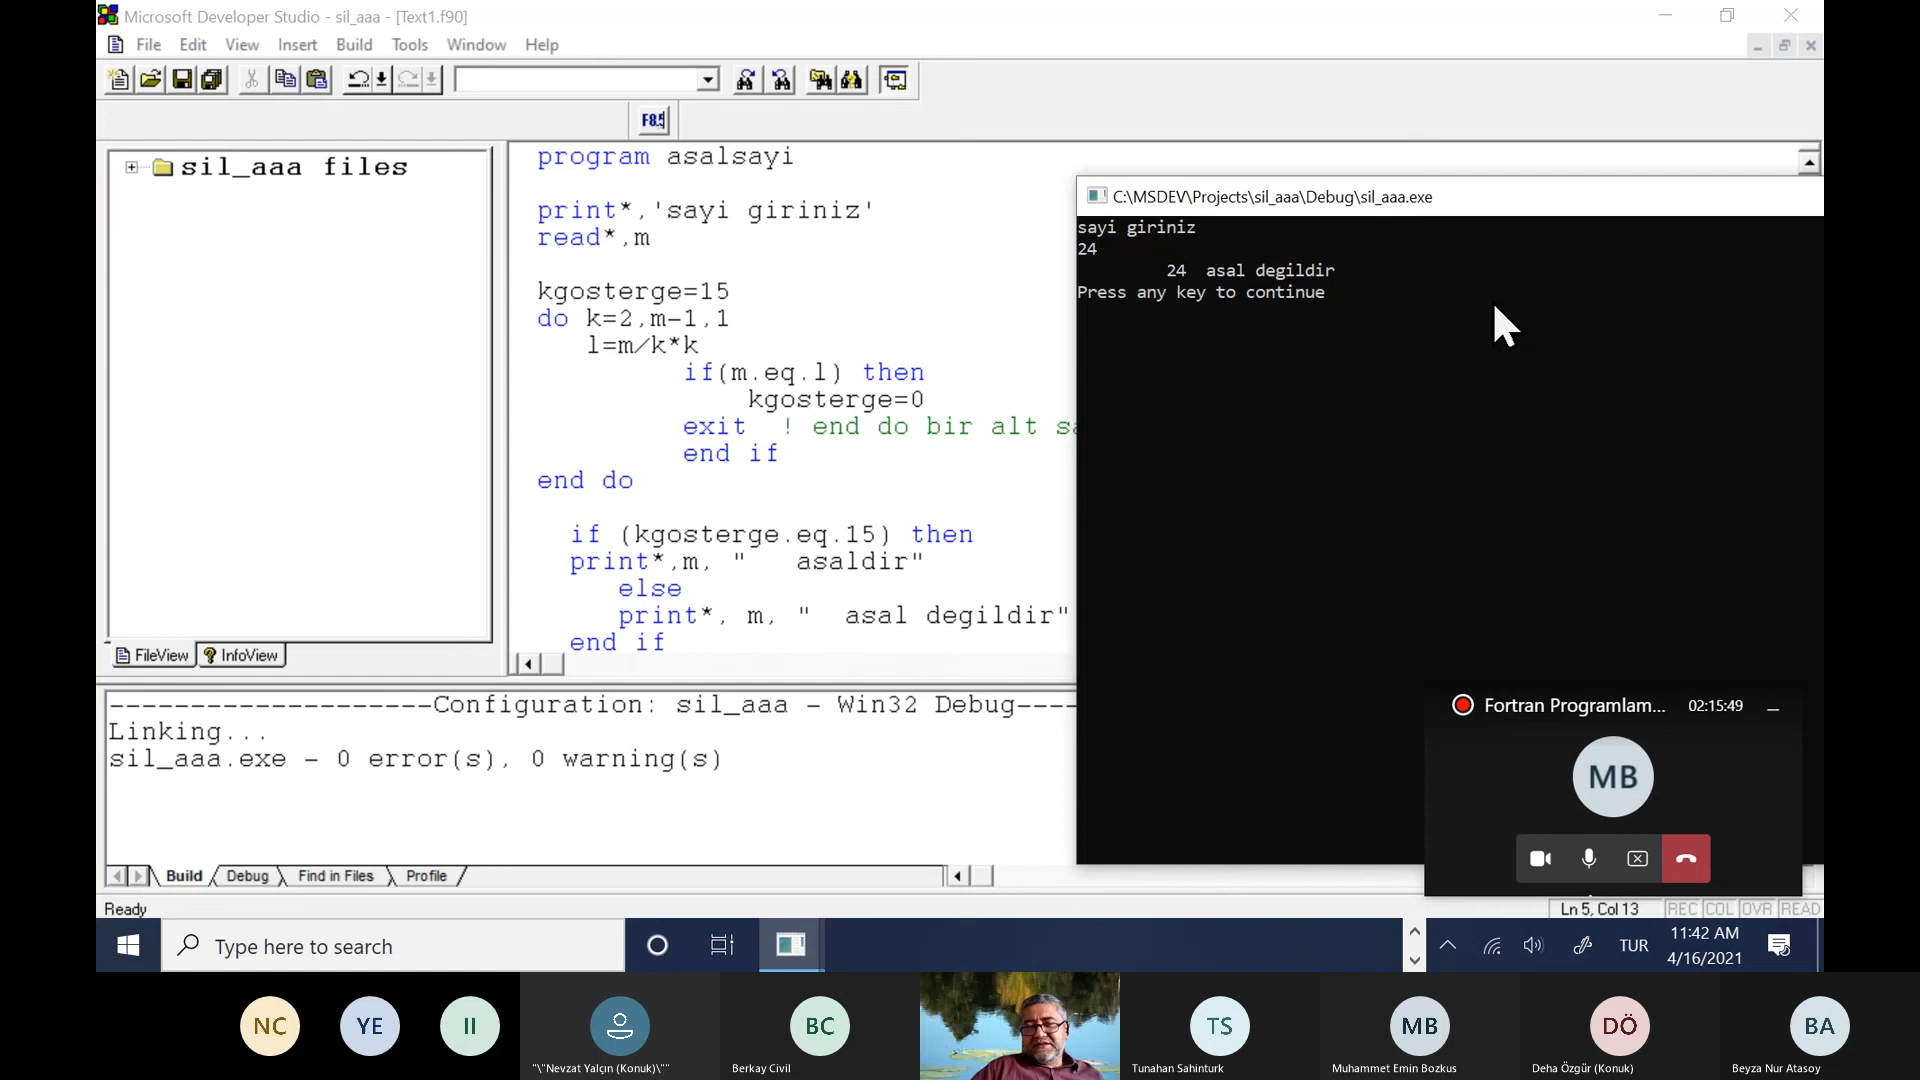 Microsoft Developer Studio - sil_aaa - [Text1.f90]
File Edit View Insert Build Tools Window Help
F8.
sil_aaa files
program asalsayi
print*,'sayi giriniz'
read*,m
kgosterge=15
do k=2,m-1,1
l=m/k*k
if(m.eq.l) then
kgosterge=0
exit ! end do bir alt
end if
end do
if (kgosterge.eq.15) then
print*,m, "   asaldir"
else
print*, m, "  asal degildir"
end if
FileView InfoView
C:\MSDEV\Projects\sil_aaa\Debug\sil_aaa.exe
sayi giriniz
24
24  asal degildir
Press any key to continue
--------------------Configuration: sil_aaa - Win32 Debug----
Linking...
sil_aaa.exe - 0 error(s), 0 warning(s)
Build Debug Find in Files Profile
Fortran Programlam... 02:15:49
MB
Ready
Ln 5, Col 13 REC COL OVR READ
Type here to search
TUR
11:42 AM
4/16/2021
NC YE II BC TS MB DÖ BA
"\"Nevzat Yalçın (Konuk)\"" Berkay Civil Tunahan Sahinturk Muhammet Emin Bozkus Deha Özgür (Konuk) Beyza Nur Atasoy